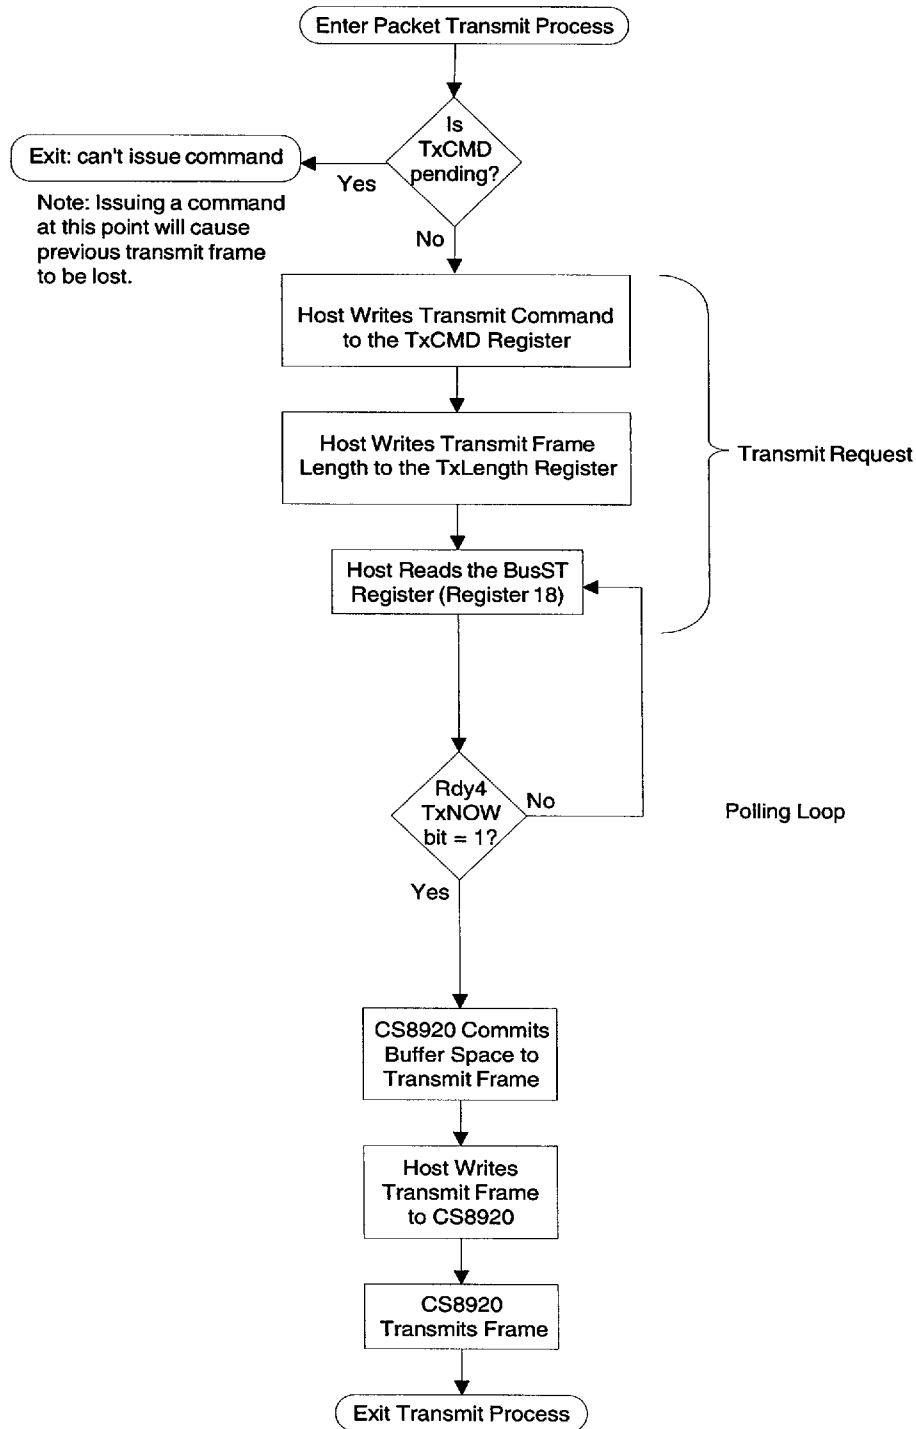 Enter Packet Transmit Process
Is
TxCMD
pending?
Exit: can't issue command
Yes
Note: Issuing a command
at this point will cause
previous transmit frame
to be lost.
No
Host Writes Transmit Command
to the TxCMD Register
Host Writes Transmit Frame
Length to the TxLength Register
Transmit Request
Host Reads the BusST
Register (Register 18)
Rdy4
TxNOW
bit = 1?
No
Polling Loop
Yes
CS8920 Commits
Buffer Space to
Transmit Frame
Host Writes
Transmit Frame
to CS8920
CS8920
Transmits Frame
Exit Transmit Process